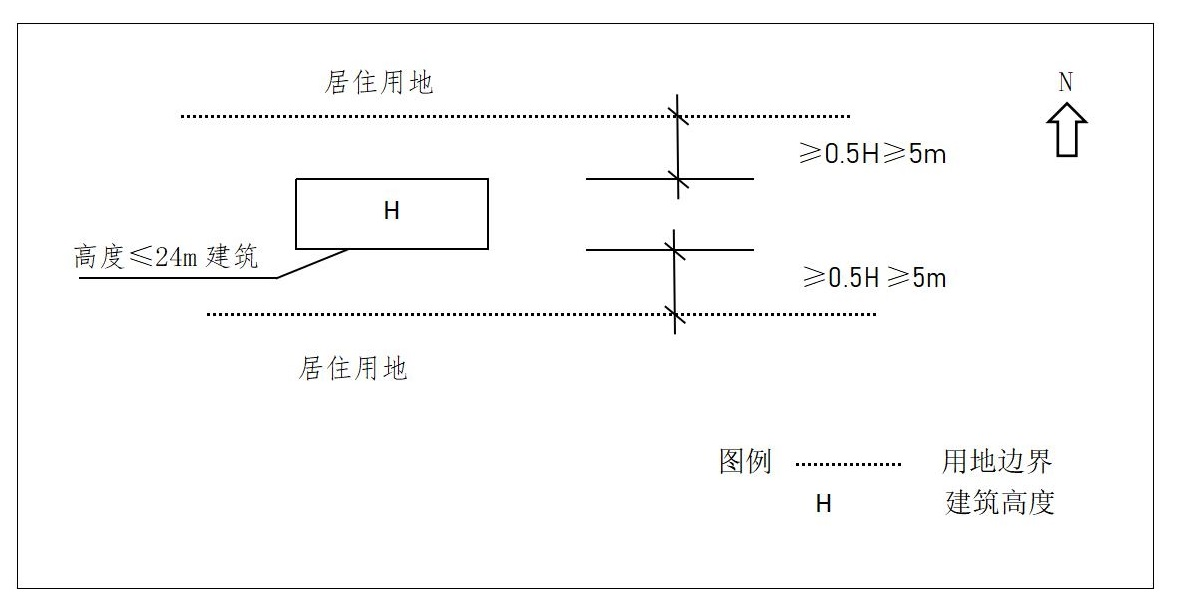 居住用地
N
≥0.5H≥5m
H
高度≤24m 建筑
≥0.5H ≥5m
居住用地
图例 用地边界
H 建筑高度